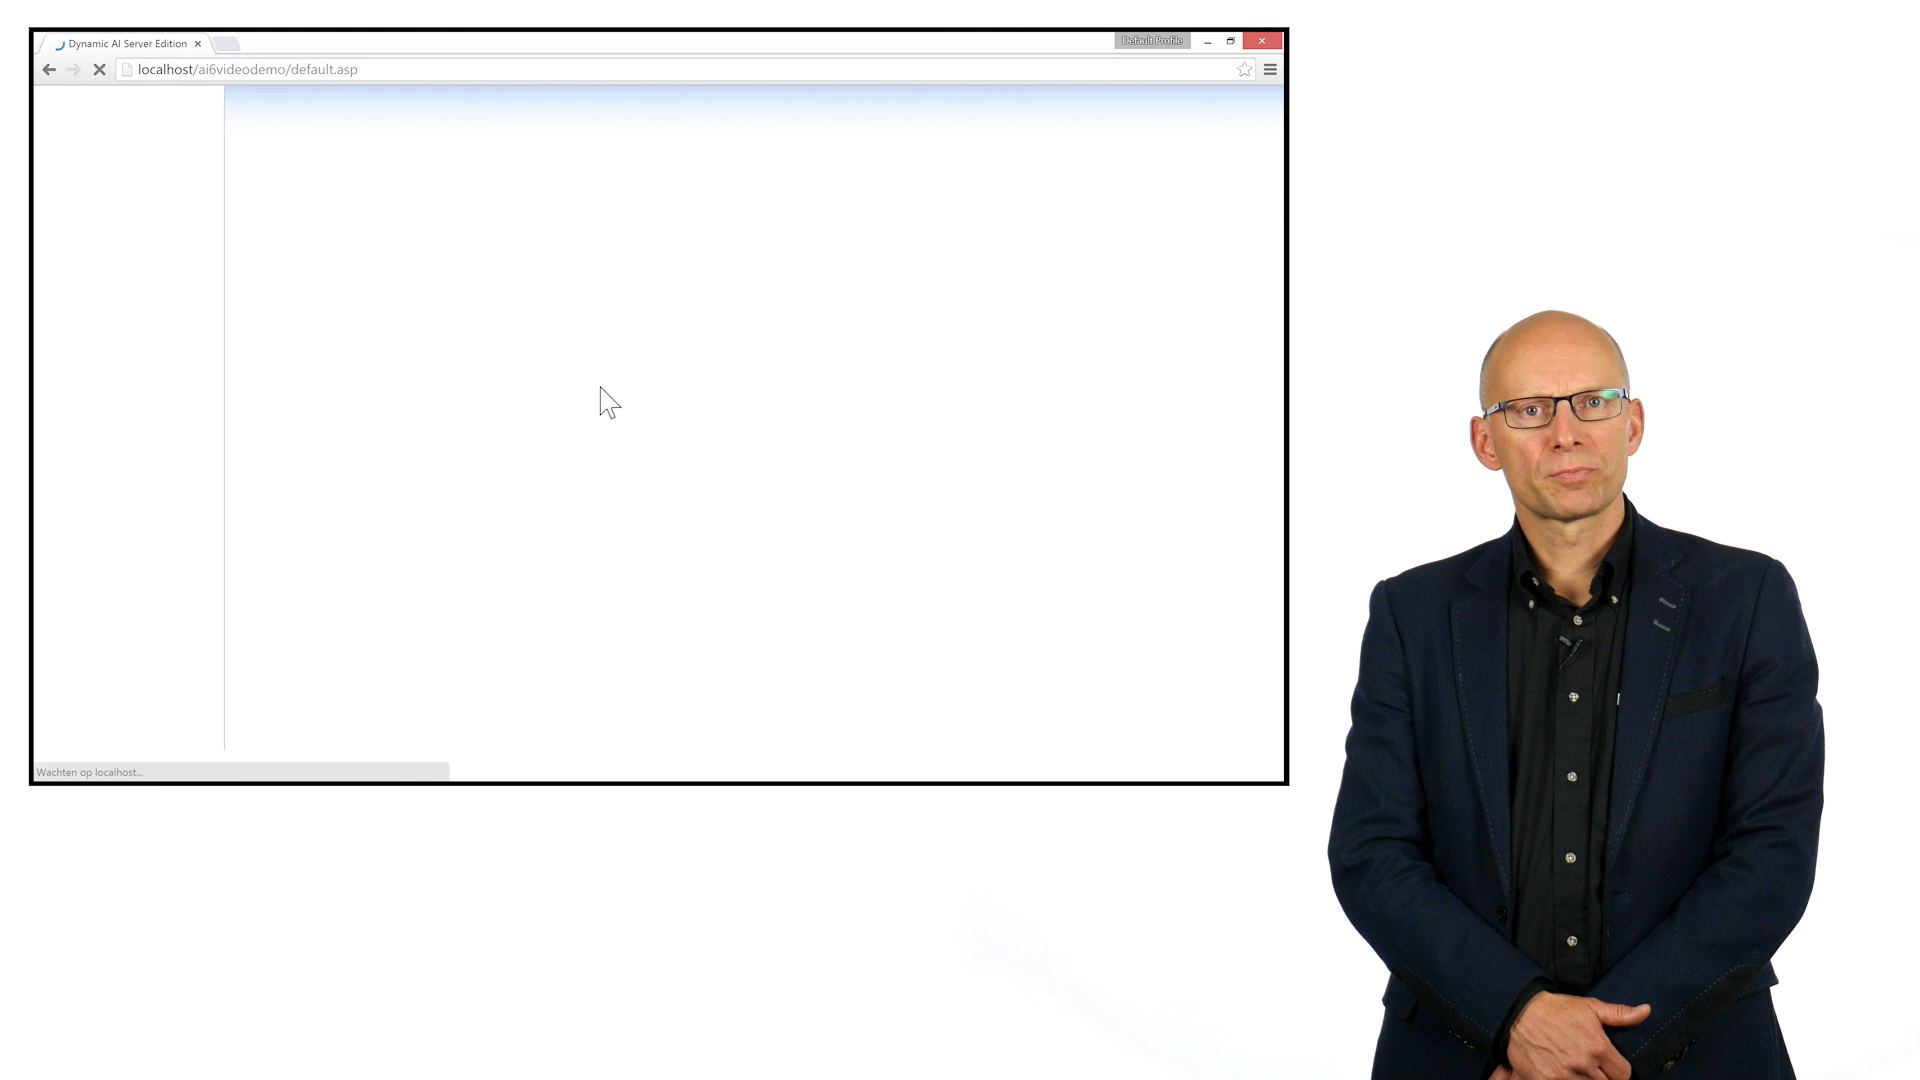 Dynamic AI Server Edition
Default Profile
localhost/ai6videodemo/default.asp
Wachten op localhost...